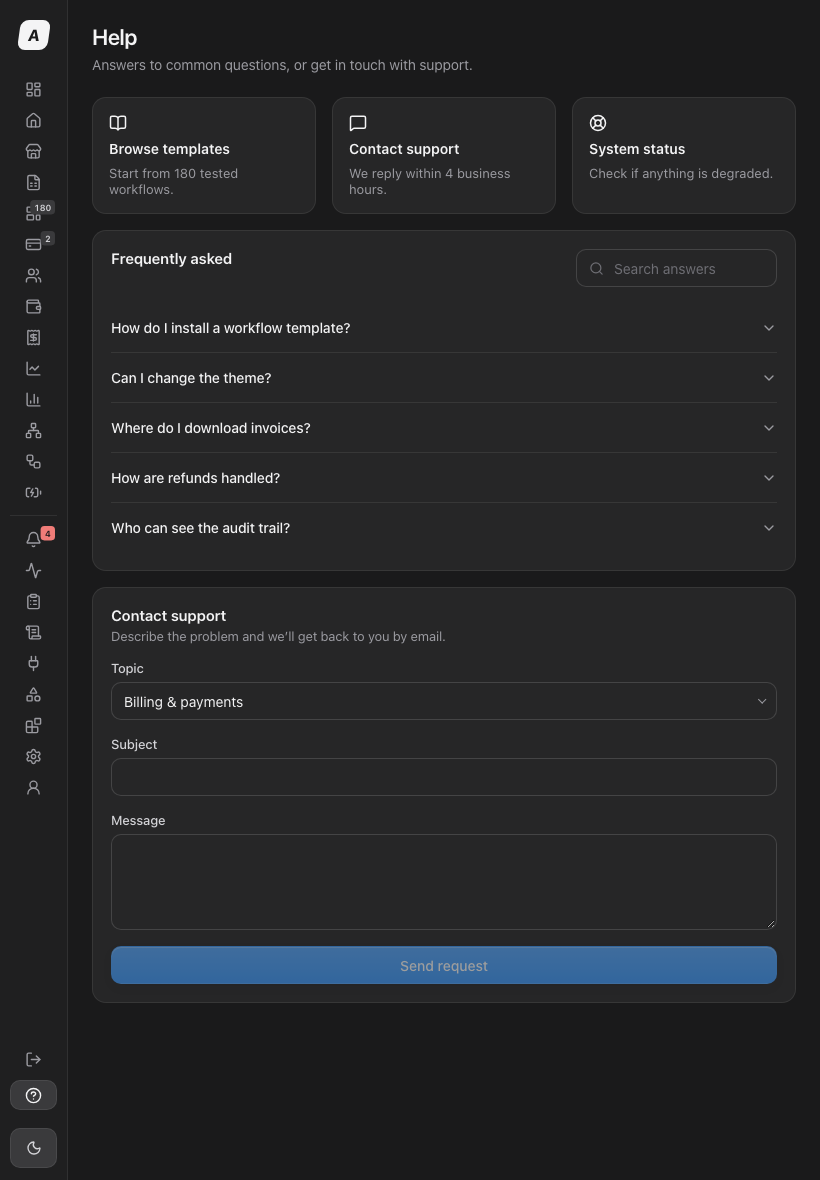 A
Help
Answers to common questions, or get in touch with support.
Browse templates
Start from 180 tested
workflows.
Contact support
We reply within 4 business
hours.
System status
Check if anything is degraded.
180
2
Frequently asked
Search answers
How do I install a workflow template?
Can I change the theme?
Where do I download invoices?
How are refunds handled?
Who can see the audit trail?
4
Contact support
Describe the problem and we'll get back to you by email.
Topic
Billing & payments
Subject
Message
Send request